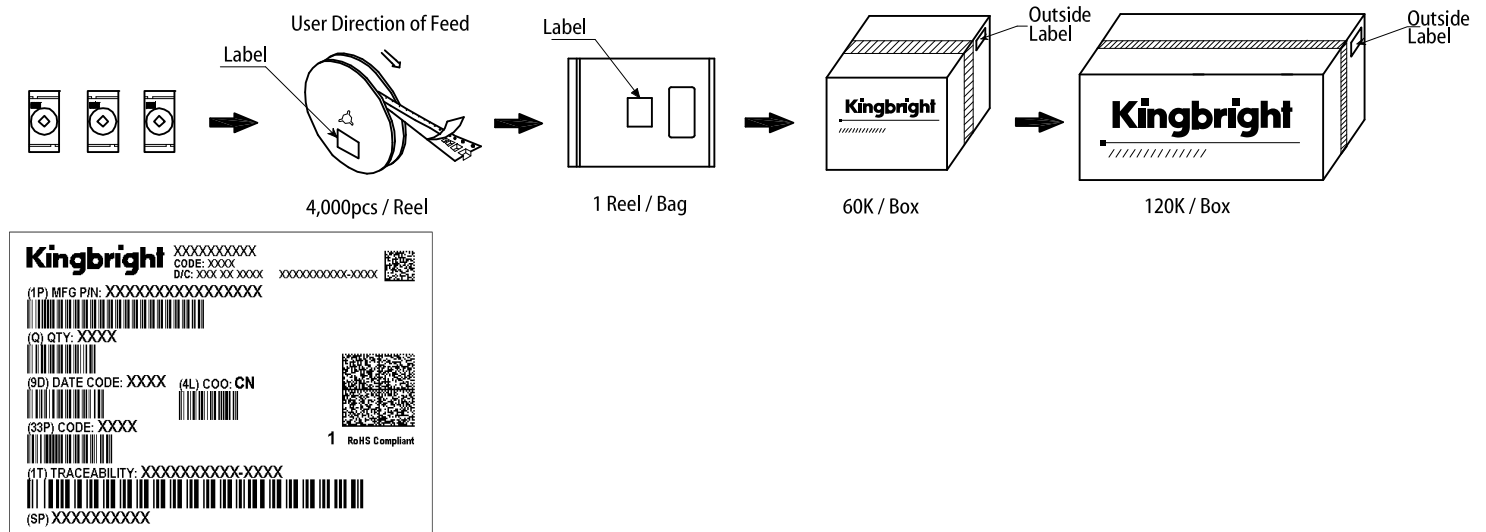 User Direction of Feed
Label
Label
Outside
Label
Outside
Label
Kingbright
Kingbright
4,000pcs / Reel
1 Reel / Bag
60K / Box
120K / Box
Kingbright
XXXXXXXXXX
CODE: XXXX
D/C: XXX XX XXXX XXXXXXXXXX-XXXX
(1P) MFG P/N: XXXXXXXXXXXXXXXX
(Q) QTY: XXXX
(9D) DATE CODE: XXXX (4L) COO: CN
(33P) CODE: XXXX
1 RoHS Compliant
(1T) TRACEABILITY: XXXXXXXXXX-XXXX
(SP) XXXXXXXXXX